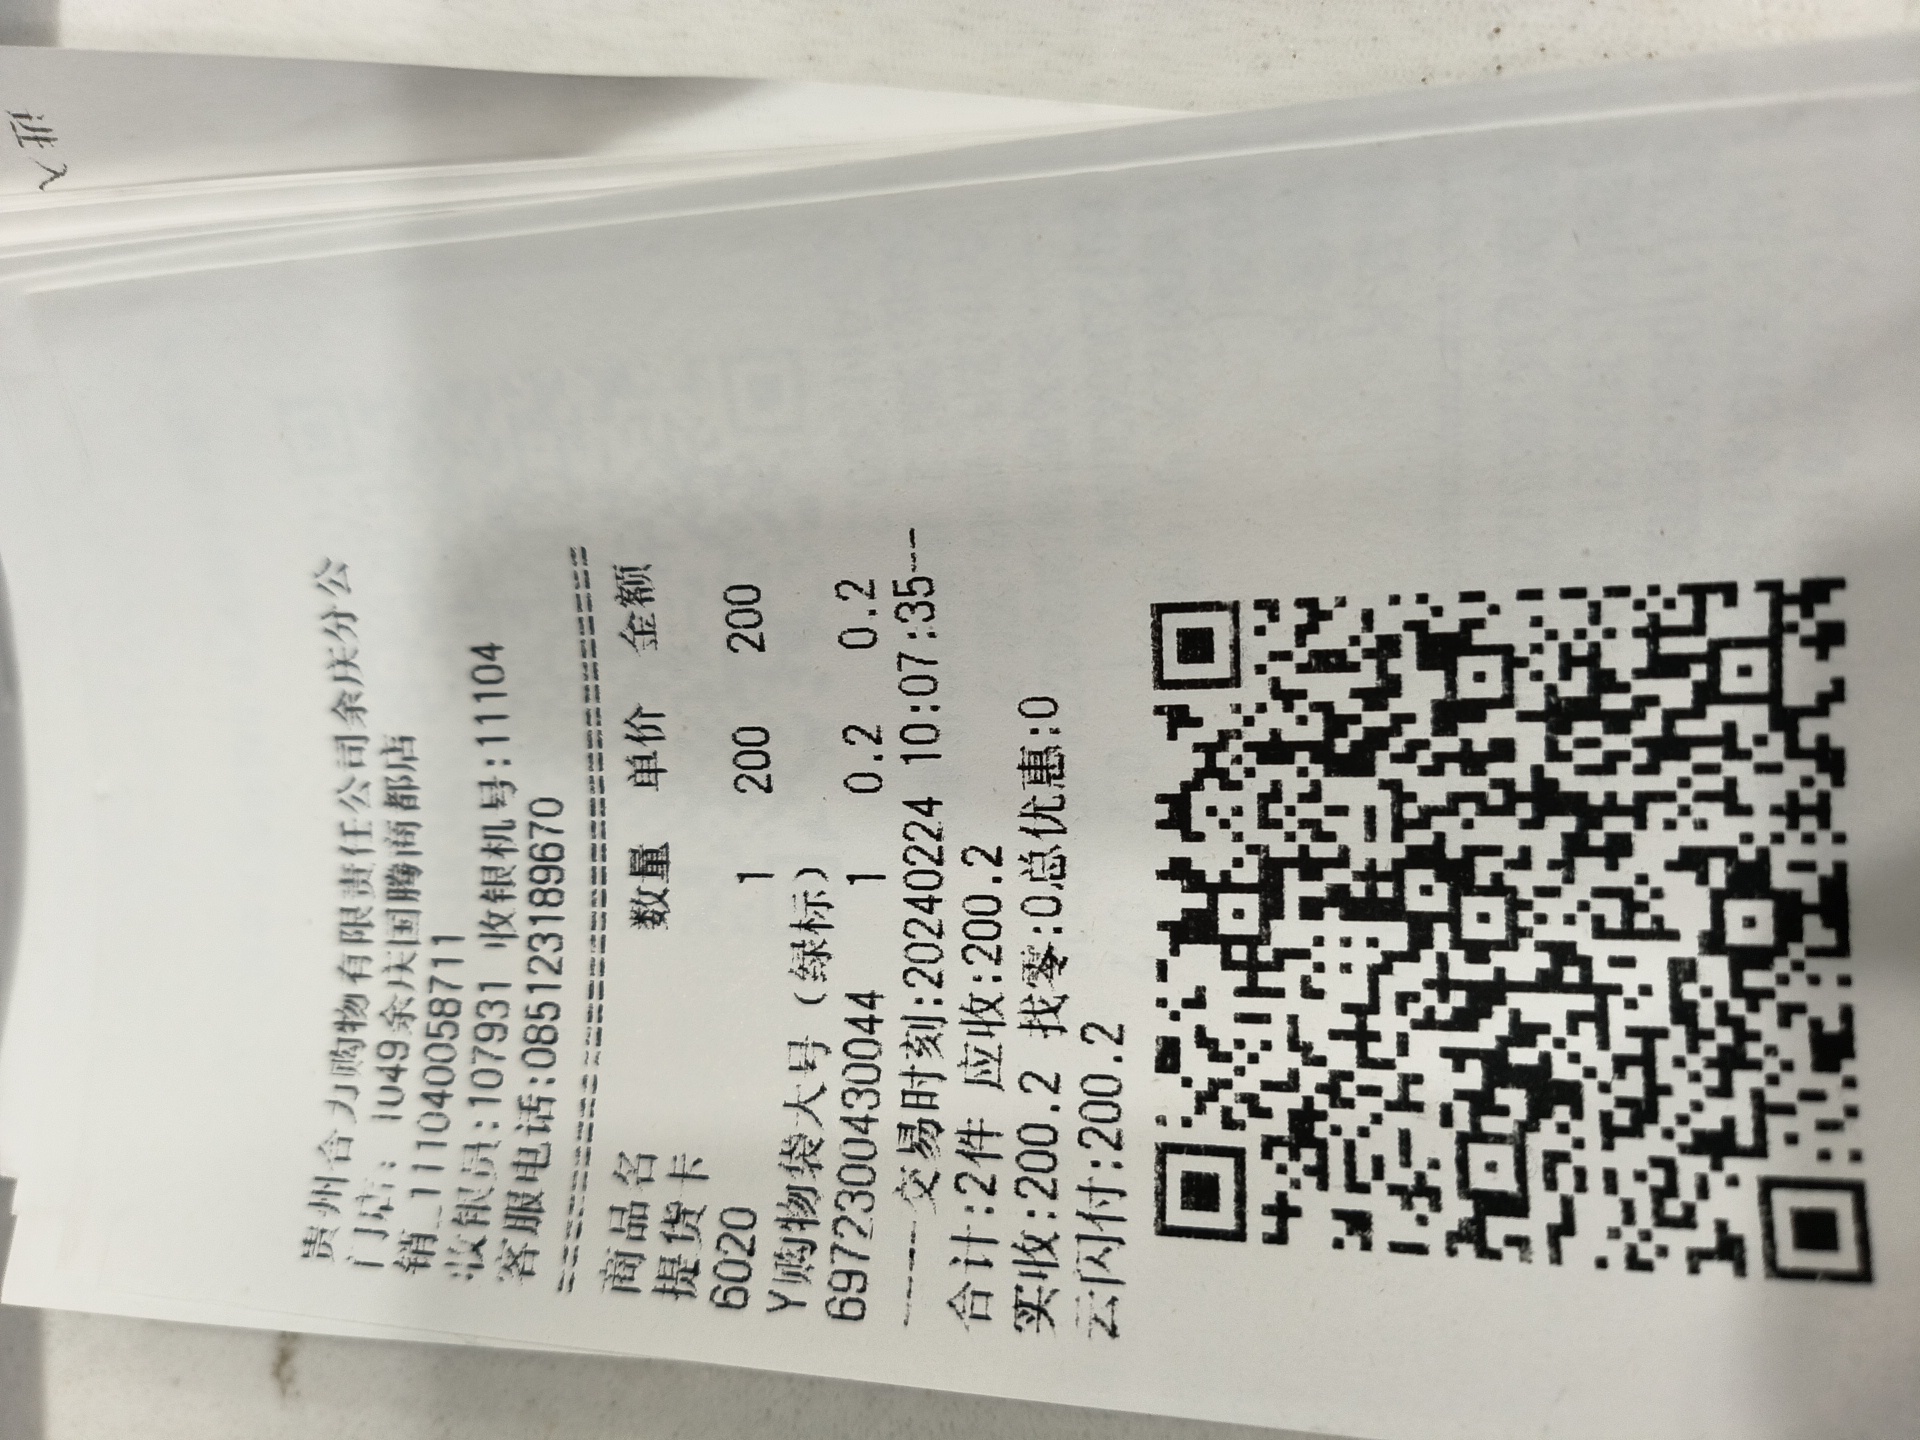 贵州合力购物有限责任公司余庆分公
门店: 1049余庆国腾商都店
销_111040058711
收银员:107931 收银机号:11104
客服电话:085123189670
================================
商品名 数量 单价 金额
提货卡
6020 1 200 200
Y购物袋大号（绿标）
6972300430044 1 0.2 0.2
-----交易时刻:20240224 10:07:35--
合计:2件 应收:200.2
实收:200.2 找零:0总优惠:0
云闪付:200.2